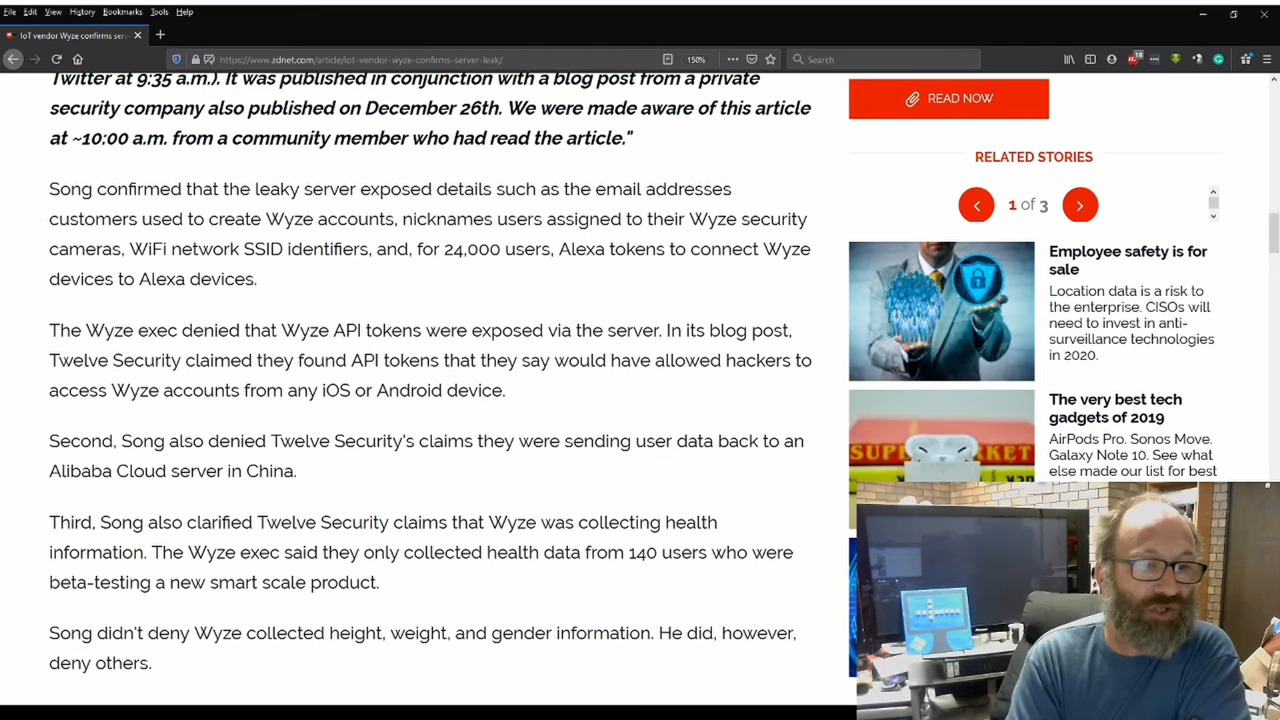 File Edit View History Bookmarks Tools Help
IoT vendor Wyze confirms serve
https://www.zdnet.com/article/iot-vendor-wyze-confirms-server-leak/
150%
Search
18
Twitter at 9:35 a.m.). It was published in conjunction with a blog post from a private
security company also published on December 26th. We were made aware of this article
at ~10:00 a.m. from a community member who had read the article."
Song confirmed that the leaky server exposed details such as the email addresses
customers used to create Wyze accounts, nicknames users assigned to their Wyze security
cameras, WiFi network SSID identifiers, and, for 24,000 users, Alexa tokens to connect Wyze
devices to Alexa devices.
The Wyze exec denied that Wyze API tokens were exposed via the server. In its blog post,
Twelve Security claimed they found API tokens that they say would have allowed hackers to
access Wyze accounts from any iOS or Android device.
Second, Song also denied Twelve Security's claims they were sending user data back to an
Alibaba Cloud server in China.
Third, Song also clarified Twelve Security claims that Wyze was collecting health
information. The Wyze exec said they only collected health data from 140 users who were
beta-testing a new smart scale product.
Song didn't deny Wyze collected height, weight, and gender information. He did, however,
deny others.
READ NOW
RELATED STORIES
1 of 3
Employee safety is for
sale
Location data is a risk to
the enterprise. CISOs will
need to invest in anti-
surveillance technologies
in 2020.
The very best tech
gadgets of 2019
AirPods Pro. Sonos Move.
Galaxy Note 10. See what
else made our list for best